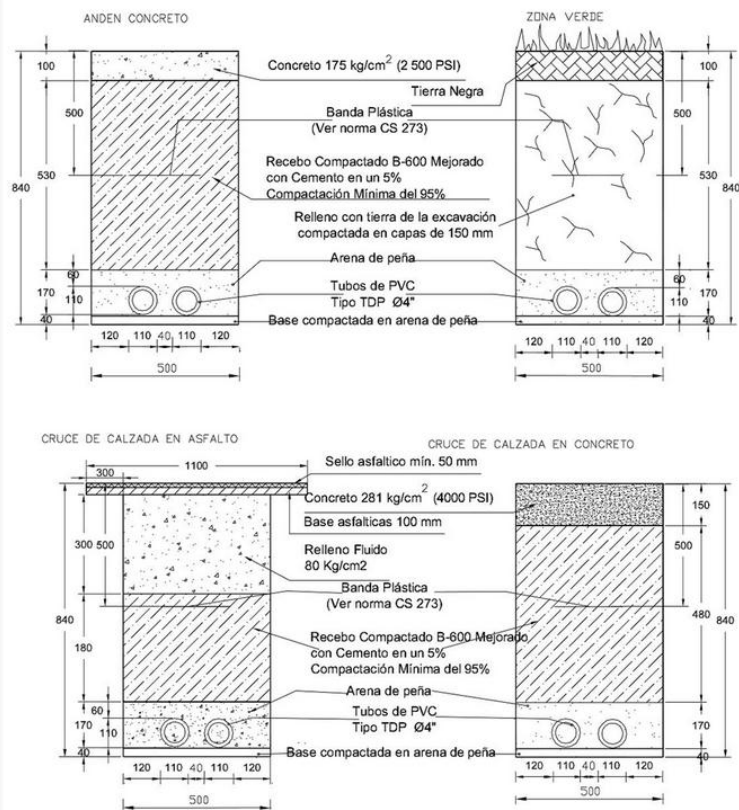 ANDEN CONCRETO
ZONA VERDE
840
100
500
530
60
170
110
40
120 110 40 110 120
500
Concreto 175 kg/cm² (2 500 PSI)
Tierra Negra
Banda Plástica
(Ver norma CS 273)
Recebo Compactado B-600 Mejorado
con Cemento en un 5%
Compactación Mínima del 95%
Relleno con tierra de la excavación
compactada en capas de 150 mm
Arena de peña
Tubos de PVC
Tipo TDP Ø4"
Base compactada en arena de peña
100
500
530
840
60
170
110
40
120 110 40 110 120
500
CRUCE DE CALZADA EN ASFALTO
CRUCE DE CALZADA EN CONCRETO
1100
300
300
500
840
180
60
170
110
40
120 110 40 110 120
500
Sello asfaltico mín. 50 mm
Concreto 281 kg/cm² (4000 PSI)
Base asfalticas 100 mm
Relleno Fluido
80 Kg/cm2
Banda Plástica
(Ver norma CS 273)
Recebo Compactado B-600 Mejorado
con Cemento en un 5%
Compactación Mínima del 95%
Arena de peña
Tubos de PVC
Tipo TDP Ø4"
Base compactada en arena de peña
150
500
480
840
170
40
120 110 40 110 120
500